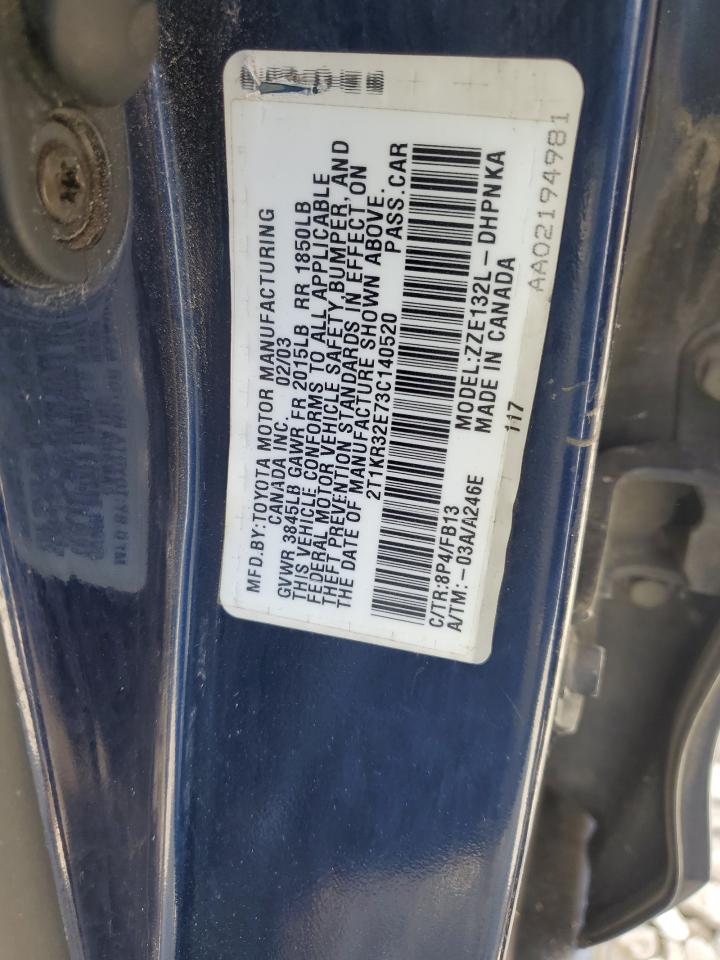 MFD.BY:TOYOTA MOTOR MANUFACTURING
CANADA INC. 02/03
GVWR 3845LB GAWR FR 2015LB RR 1850LB
THIS VEHICLE CONFORMS TO ALL APPLICABLE
FEDERAL MOTOR VEHICLE SAFETY, BUMPER, AND
THEFT PREVENTION STANDARDS IN EFFECT ON
THE DATE OF MANUFACTURE SHOWN ABOVE.
2T1KR32E73C140520 PASS.CAR
C/TR:8P4/FB13 MODEL:ZZE132L-DHPNKA
A/TM:-03A/A246E MADE IN CANADA
117
AA02194981